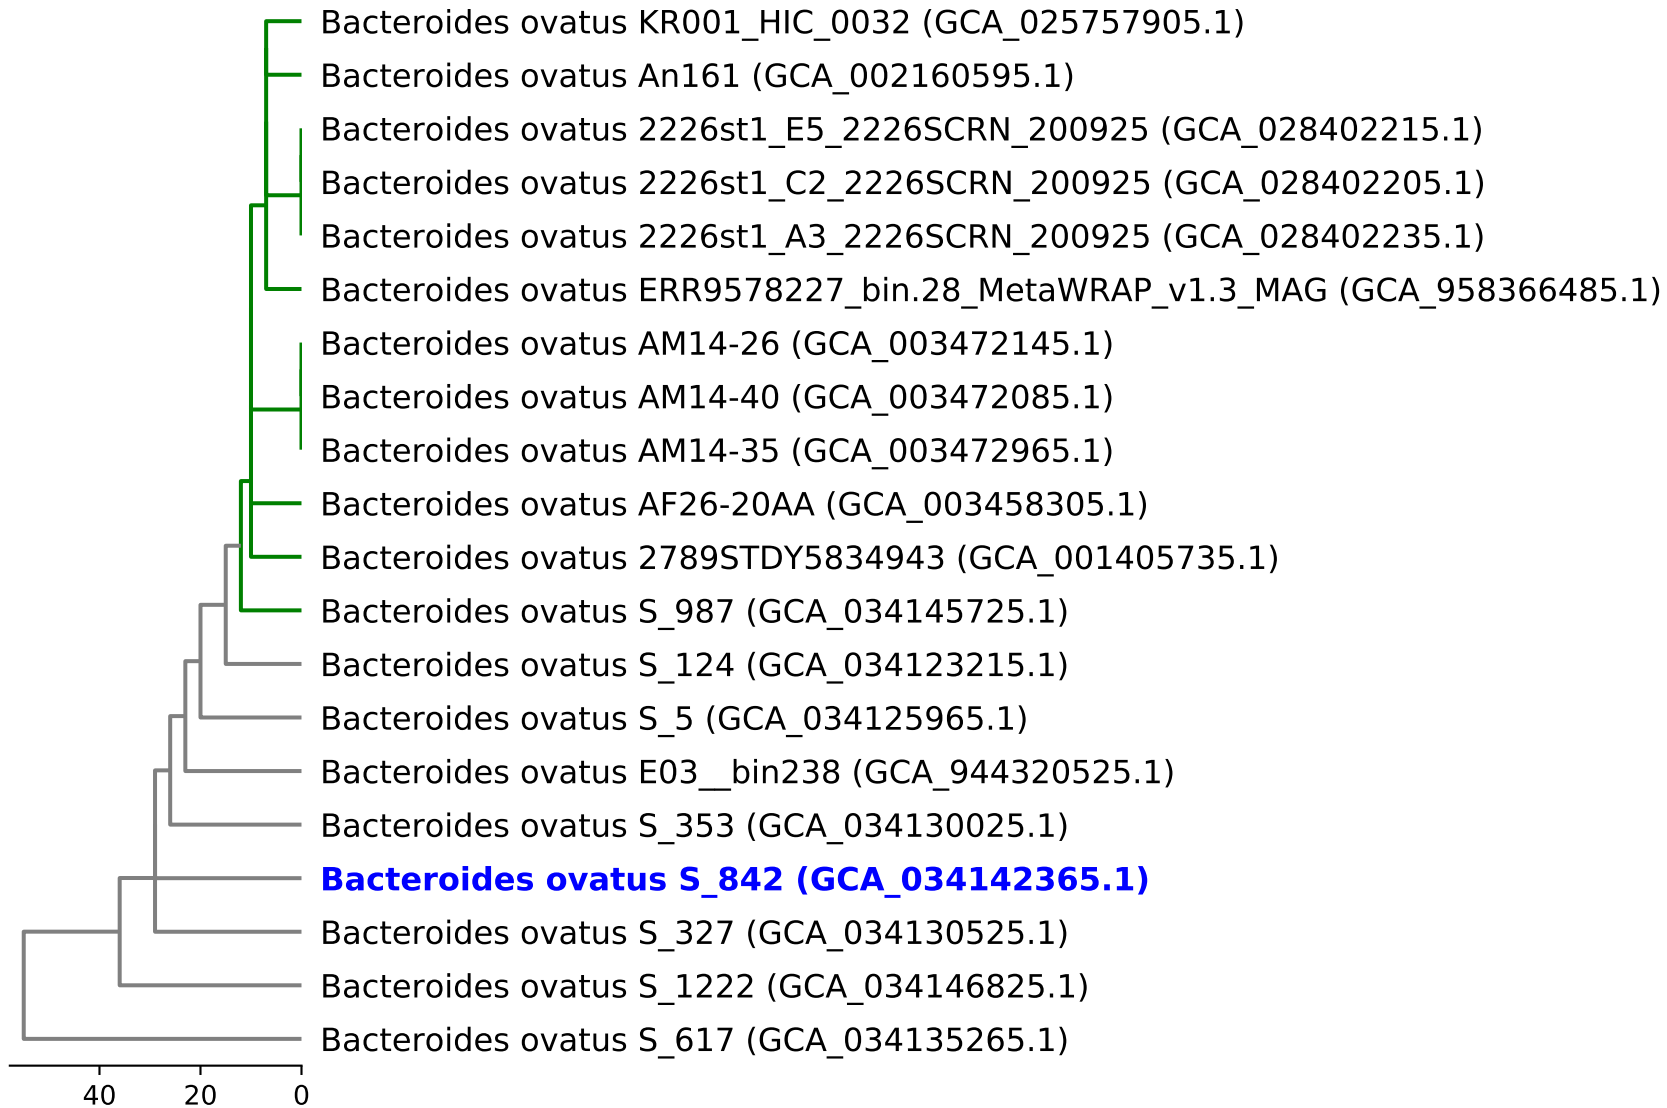 Bacteroides ovatus KR001_HIC_0032 (GCA_025757905.1)
Bacteroides ovatus An161 (GCA_002160595.1)
Bacteroides ovatus 2226st1_E5_2226SCRN_200925 (GCA_028402215.1)
Bacteroides ovatus 2226st1_C2_2226SCRN_200925 (GCA_028402205.1)
Bacteroides ovatus 2226st1_A3_2226SCRN_200925 (GCA_028402235.1)
Bacteroides ovatus ERR9578227_bin.28_MetaWRAP_v1.3_MAG (GCA_958366485.1)
Bacteroides ovatus AM14-26 (GCA_003472145.1)
Bacteroides ovatus AM14-40 (GCA_003472085.1)
Bacteroides ovatus AM14-35 (GCA_003472965.1)
Bacteroides ovatus AF26-20AA (GCA_003458305.1)
Bacteroides ovatus 2789STDY5834943 (GCA_001405735.1)
Bacteroides ovatus S_987 (GCA_034145725.1)
Bacteroides ovatus S_124 (GCA_034123215.1)
Bacteroides ovatus S_5 (GCA_034125965.1)
Bacteroides ovatus E03__bin238 (GCA_944320525.1)
Bacteroides ovatus S_353 (GCA_034130025.1)
Bacteroides ovatus S_842 (GCA_034142365.1)
Bacteroides ovatus S_327 (GCA_034130525.1)
Bacteroides ovatus S_1222 (GCA_034146825.1)
Bacteroides ovatus S_617 (GCA_034135265.1)
40 20 0